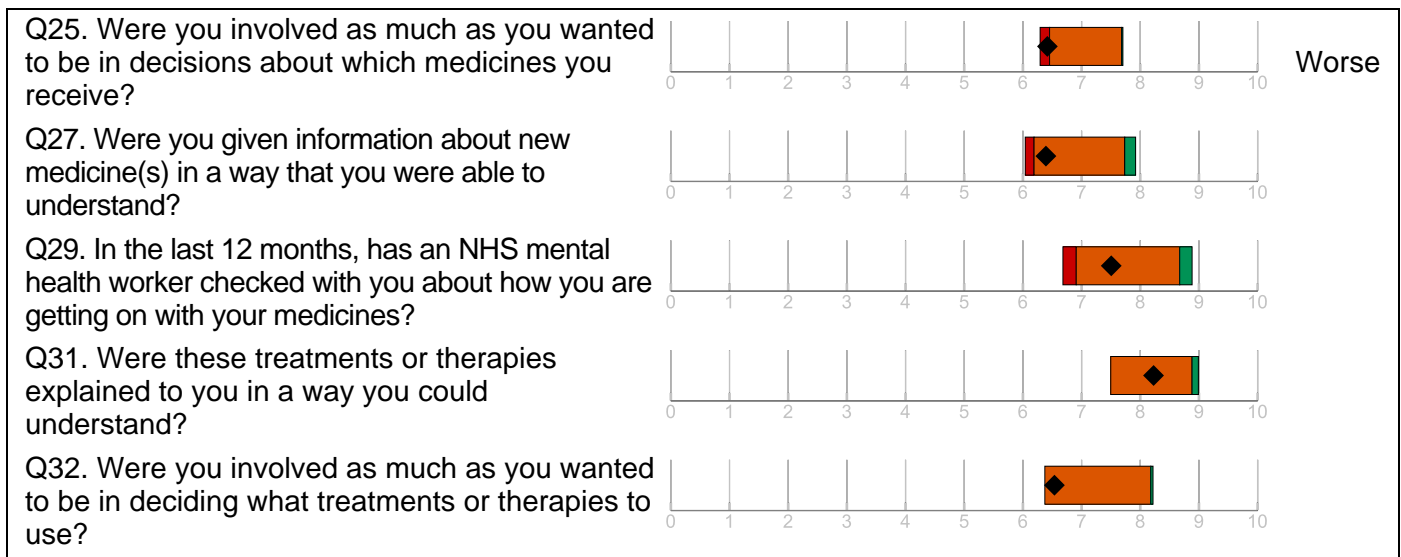 Q25. Were you involved as much as you wanted
to be in decisions about which medicines you
receive?
0 1 2 3 4 5 6 7 8 9 10
Worse
Q27. Were you given information about new
medicine(s) in a way that you were able to
understand?
0 1 2 3 4 5 6 7 8 9 10
Q29. In the last 12 months, has an NHS mental
health worker checked with you about how you are
getting on with your medicines?
0 1 2 3 4 5 6 7 8 9 10
Q31. Were these treatments or therapies
explained to you in a way you could
understand?
0 1 2 3 4 5 6 7 8 9 10
Q32. Were you involved as much as you wanted
to be in deciding what treatments or therapies to
use?
0 1 2 3 4 5 6 7 8 9 10